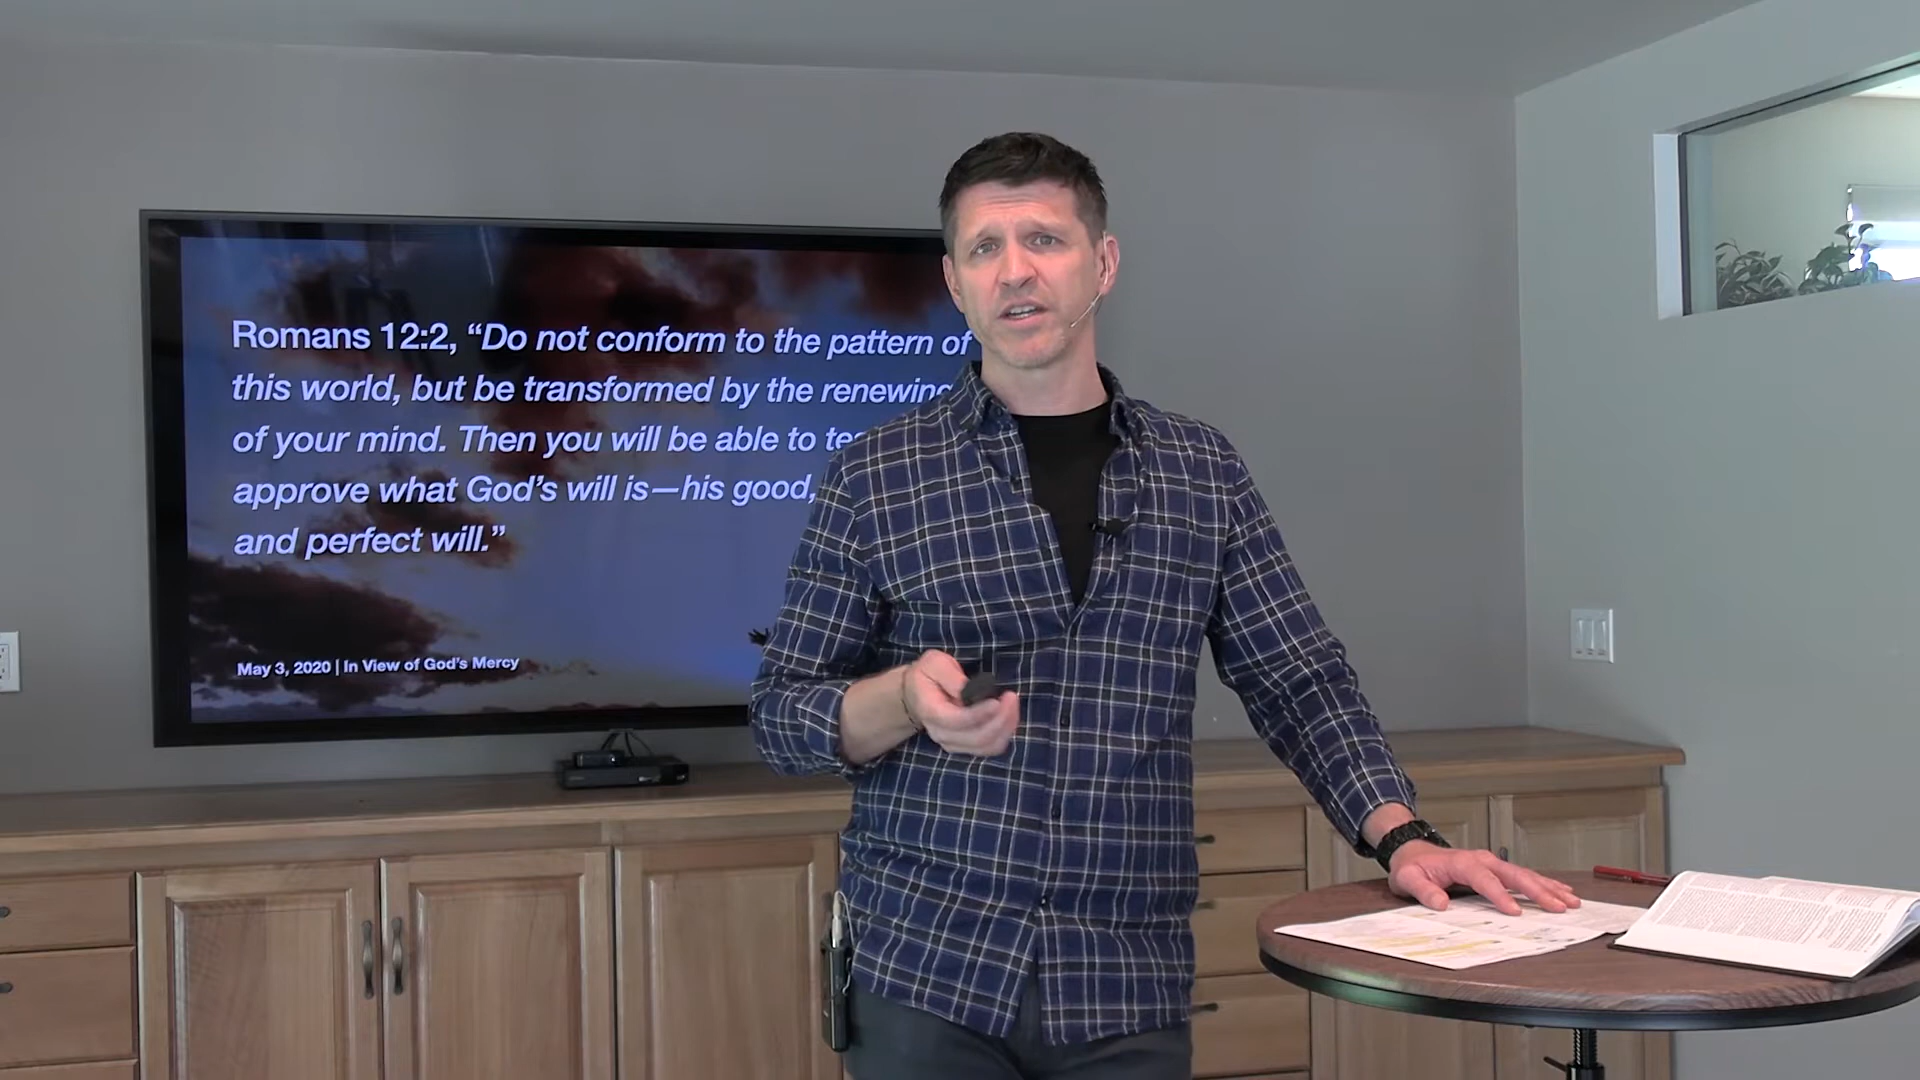 Romans 12:2, “Do not conform to the pattern of
this world, but be transformed by the renewing
of your mind. Then you will be able to
approve what God’s will is—his good,
and perfect will.”
May 3, 2020 | In View of God’s Mercy